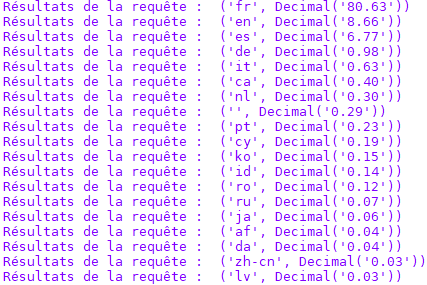 Résultats de la requête :  ('fr', Decimal('80.63'))
Résultats de la requête :  ('en', Decimal('8.66'))
Résultats de la requête :  ('es', Decimal('6.77'))
Résultats de la requête :  ('de', Decimal('0.98'))
Résultats de la requête :  ('it', Decimal('0.63'))
Résultats de la requête :  ('ca', Decimal('0.40'))
Résultats de la requête :  ('nl', Decimal('0.30'))
Résultats de la requête :  ('', Decimal('0.29'))
Résultats de la requête :  ('pt', Decimal('0.23'))
Résultats de la requête :  ('cy', Decimal('0.19'))
Résultats de la requête :  ('ko', Decimal('0.15'))
Résultats de la requête :  ('id', Decimal('0.14'))
Résultats de la requête :  ('ro', Decimal('0.12'))
Résultats de la requête :  ('ru', Decimal('0.07'))
Résultats de la requête :  ('ja', Decimal('0.06'))
Résultats de la requête :  ('af', Decimal('0.04'))
Résultats de la requête :  ('da', Decimal('0.04'))
Résultats de la requête :  ('zh-cn', Decimal('0.03'))
Résultats de la requête :  ('lv', Decimal('0.03'))